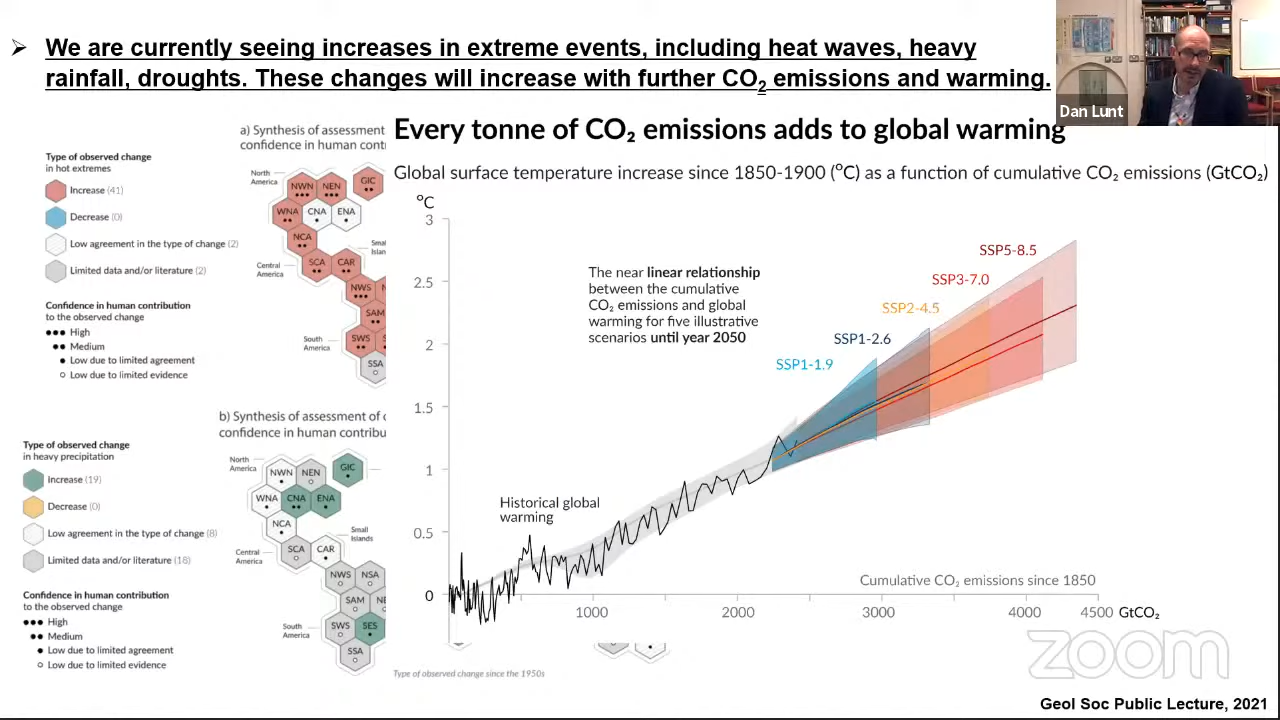 ➤ We are currently seeing increases in extreme events, including heat waves, heavy
rainfall, droughts. These changes will increase with further CO₂ emissions and warming.
Dan Lunt
a) Synthesis of assessment
confidence in human cont
Type of observed change
in hot extremes
Increase (41)
Decrease (0)
Low agreement in the type of change (2)
Limited data and/or literature (2)
Confidence in human contribution
to the observed change
High
Medium
Low due to limited agreement
Low due to limited evidence
North
America
NWN
NEN
GIC
WNA
CNA
ENA
NCA
Smal
Islan
Central
America
SCA
CAR
NWS
N
SAM
South
America
SWS
S
SSA
b) Synthesis of assessment of c
confidence in human contribu
Type of observed change
in heavy precipitation
Increase (19)
Decrease (0)
Low agreement in the type of change (8)
Limited data and/or literature (18)
Confidence in human contribution
to the observed change
High
Medium
Low due to limited agreement
Low due to limited evidence
North
America
NWN
NEN
GIC
WNA
CNA
ENA
NCA
Small
Islands
Central
America
SCA
CAR
NWS
NSA
SAM
NE
South
America
SWS
SES
SSA
Type of observed change since the 1950s
Every tonne of CO₂ emissions adds to global warming
Global surface temperature increase since 1850-1900 (°C) as a function of cumulative CO₂ emissions (GtCO₂)
°C
3
2.5
2
1.5
1
0.5
0
The near linear relationship
between the cumulative
CO₂ emissions and global
warming for five illustrative
scenarios until year 2050
SSP5-8.5
SSP3-7.0
SSP2-4.5
SSP1-2.6
SSP1-1.9
Historical global
warming
Cumulative CO₂ emissions since 1850
1000
2000
3000
4000
4500
GtCO₂
zoom
Geol Soc Public Lecture, 2021